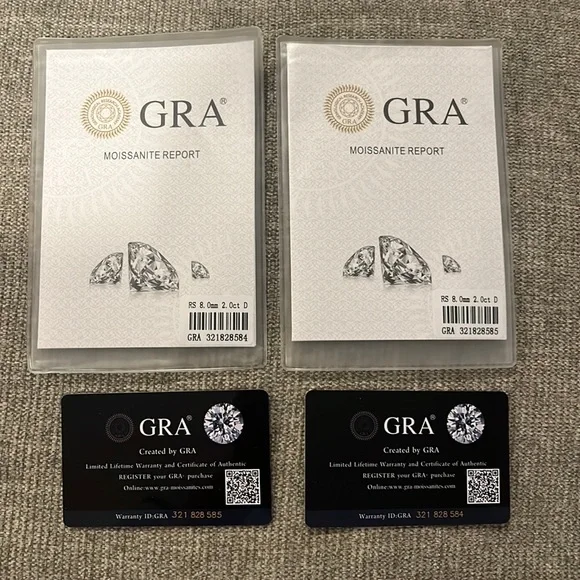 GRA®
MOISSANITE REPORT
RS 8.0mm 2.0ct D
GRA 321828584
GRA®
MOISSANITE REPORT
RS 8.0mm 2.0ct D
GRA 321828585
GRA®
Created by GRA
Limited Lifetime Warranty and Certificate of Authentic
REGISTER your GRA- purchase
Online:www.gra-moissanites.com
Warranty ID:GRA 321 828 585
GRA®
Created by GRA
Limited Lifetime Warranty and Certificate of Authentic
REGISTER your GRA- purchase
Online:www.gra-moissanites.com
Warranty ID:GRA 321 828 584